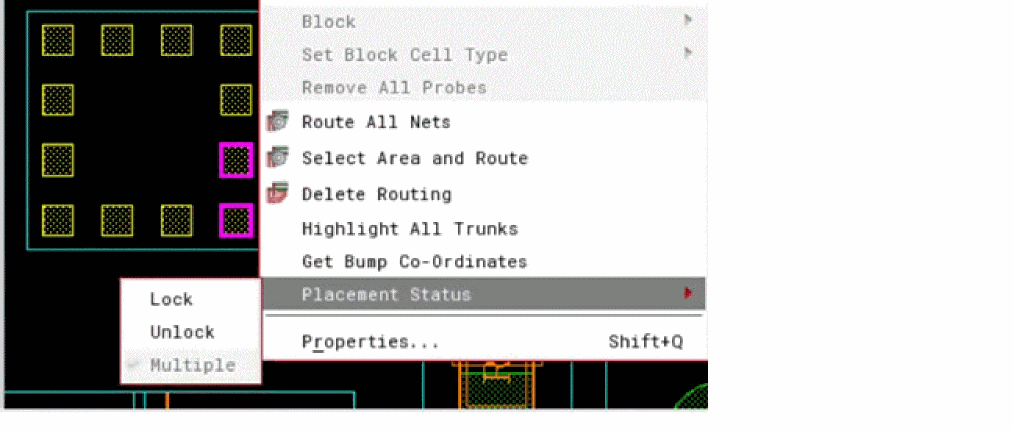 Block
Set Block Cell Type
Remove All Probes
Route All Nets
Select Area and Route
Delete Routing
Highlight All Trunks
Get Bump Co-Ordinates
Placement Status
Lock
Unlock
Multiple
Properties... Shift+Q